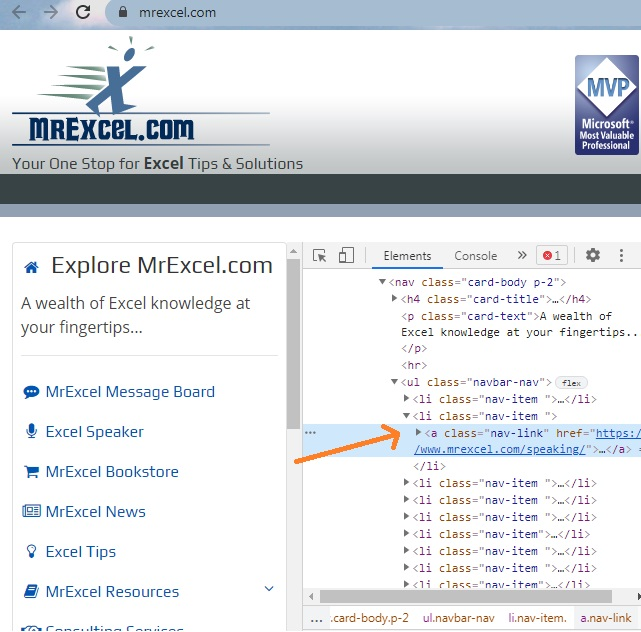 mrexcel.com
MREXCEL.COM
Your One Stop for Excel Tips & Solutions
MVP
Microsoft®
Most Valuable
Professional
Explore MrExcel.com
A wealth of Excel knowledge at
your fingertips...
MrExcel Message Board
Excel Speaker
MrExcel Bookstore
MrExcel News
Excel Tips
MrExcel Resources
Consulting Services
Elements Console » 1
▼<nav class="card-body p-2">
▶<h4 class="card-title">…</h4>
<p class="card-text">A wealth of
Excel knowledge at your fingertips..
</p>
<hr>
▼<ul class="navbar-nav"> flex
▶<li class="nav-item ">…</li>
▼<li class="nav-item ">
… ▶<a class="nav-link" href="https:/
/www.mrexcel.com/speaking/">…</a> =
</li>
▶<li class="nav-item ">…</li>
▶<li class="nav-item ">…</li>
▶<li class="nav-item ">…</li>
▶<li class="nav-item ">…</li>
▶<li class="nav-item ">…</li>
▶<li class="nav-item ">…</li>
▶<li class="nav-item ">…</li>
… .card-body.p-2 ul.navbar-nav li.nav-item. a.nav-link